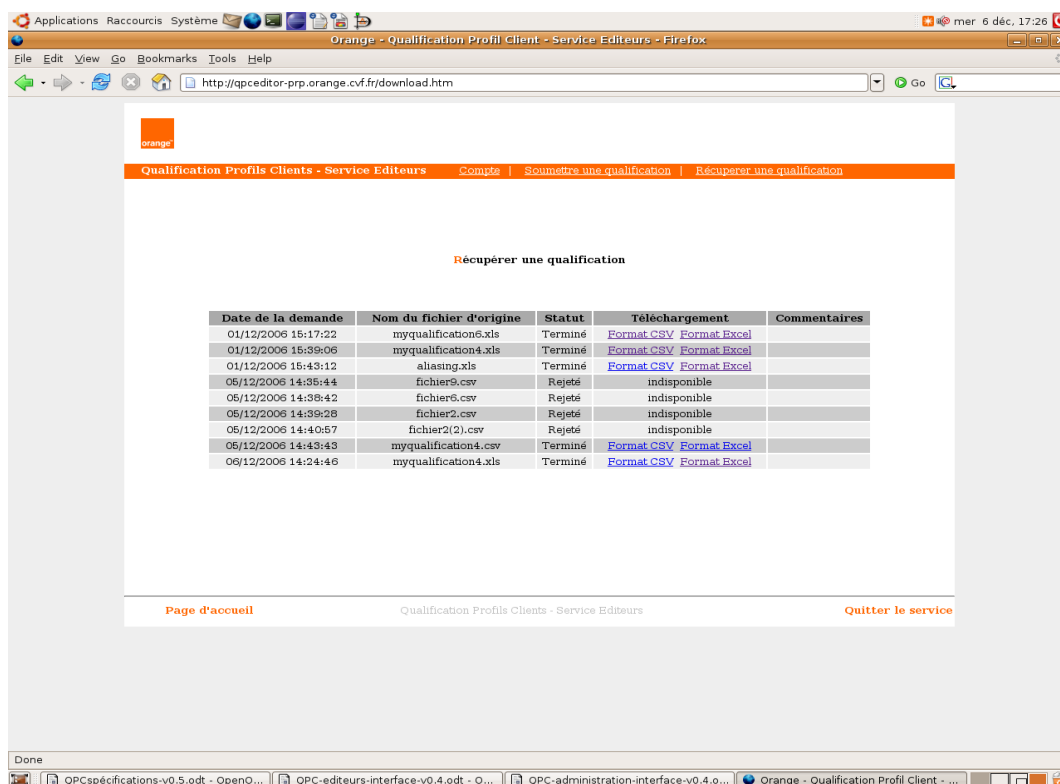 Applications Raccourcis Système mer 6 déc, 17:26
Orange - Qualification Profil Client - Service Editeurs - Firefox
File Edit View Go Bookmarks Tools Help
http://qpceditor-prp.orange.cvf.fr/download.htm Go G
orange
Qualification Profils Clients - Service Editeurs Compte | Soumettre une qualification | Récuperer une qualification
Récupérer une qualification
Date de la demande Nom du fichier d'origine Statut Téléchargement Commentaires
01/12/2006 15:17:22 myqualification6.xls Terminé Format CSV Format Excel
01/12/2006 15:39:06 myqualification4.xls Terminé Format CSV Format Excel
01/12/2006 15:43:12 aliasing.xls Terminé Format CSV Format Excel
05/12/2006 14:35:44 fichier9.csv Rejeté indisponible
05/12/2006 14:38:42 fichier6.csv Rejeté indisponible
05/12/2006 14:39:28 fichier2.csv Rejeté indisponible
05/12/2006 14:40:57 fichier2(2).csv Rejeté indisponible
05/12/2006 14:43:43 myqualification4.csv Terminé Format CSV Format Excel
06/12/2006 14:24:46 myqualification4.xls Terminé Format CSV Format Excel
Page d'accueil Qualification Profils Clients - Service Editeurs Quitter le service
Done
QPCspécifications-v0.5.odt - OpenO... QPC-editeurs-interface-v0.4.odt - O... QPC-administration-interface-v0.4.o... Orange - Qualification Profil Client - ...